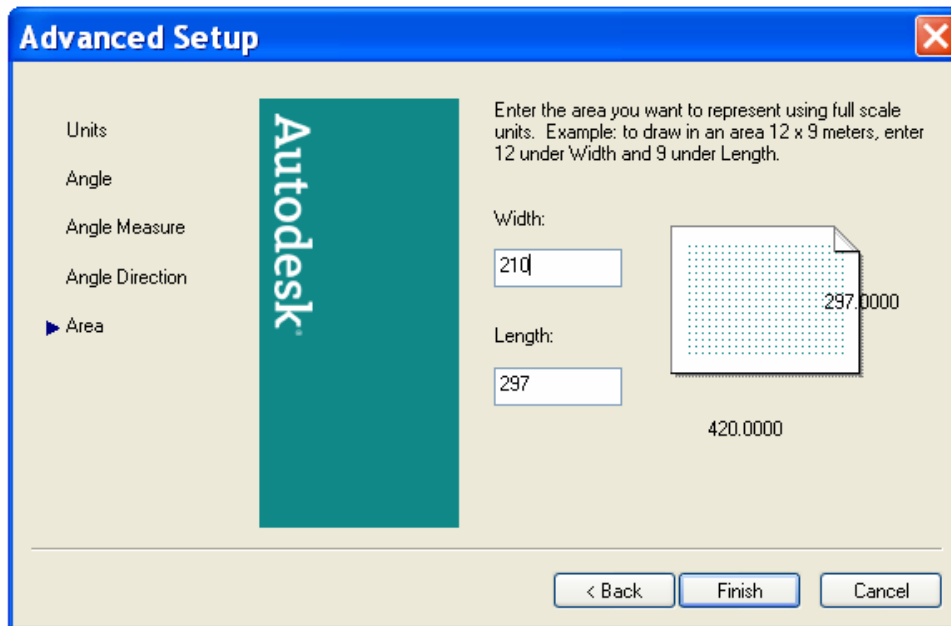 Advanced Setup
Units
Angle
Angle Measure
Angle Direction
Area
Autodesk®
Enter the area you want to represent using full scale
units. Example: to draw in an area 12 x 9 meters, enter
12 under Width and 9 under Length.
Width:
210
Length:
297
297.0000
420.0000
< Back
Finish
Cancel